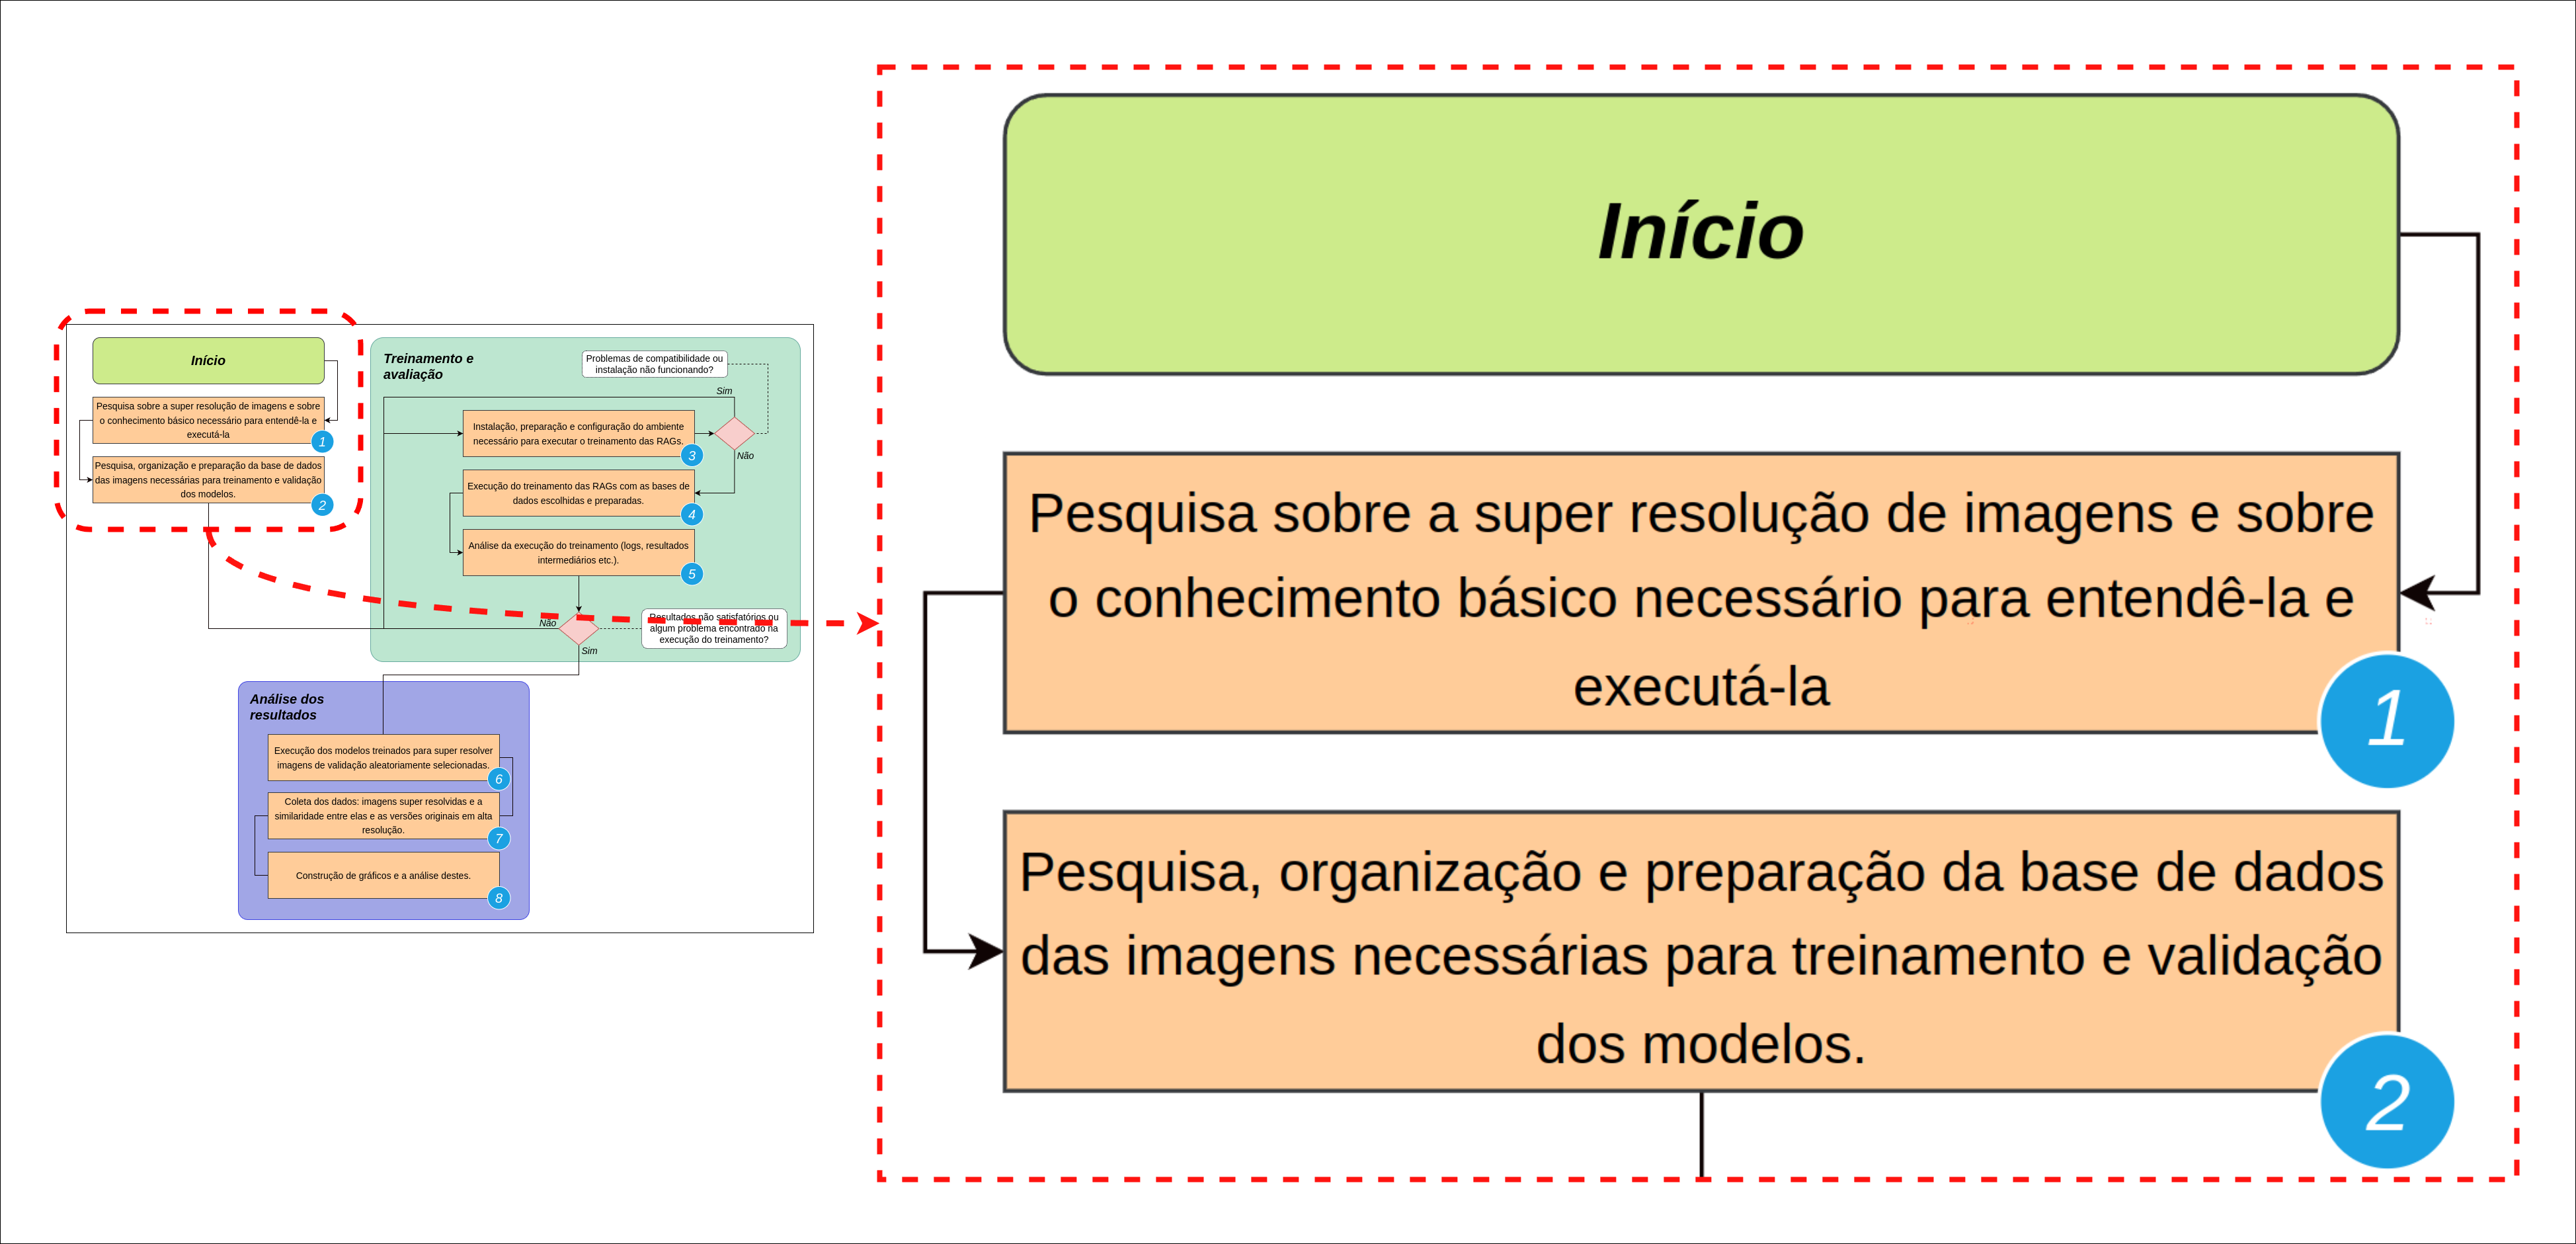 Início
Pesquisa sobre a super resolução de imagens e sobre
o conhecimento básico necessário para entendê-la e
executá-la
1
Pesquisa, organização e preparação da base de dados
das imagens necessárias para treinamento e validação
dos modelos.
2
Treinamento e
avaliação
Problemas de compatibilidade ou
instalação não funcionando?
Sim
Instalação, preparação e configuração do ambiente
necessário para executar o treinamento das RAGs.
3
Não
Execução do treinamento das RAGs com as bases de
dados escolhidas e preparadas.
4
Análise da execução do treinamento (logs, resultados
intermediários etc.).
5
Não
Resultados não satisfatórios ou
algum problema encontrado na
execução do treinamento?
Sim
Análise dos
resultados
Execução dos modelos treinados para super resolver
imagens de validação aleatoriamente selecionadas.
6
Coleta dos dados: imagens super resolvidas e a
similaridade entre elas e as versões originais em alta
resolução.
7
Construção de gráficos e a análise destes.
8
Início
Pesquisa sobre a super resolução de imagens e sobre
o conhecimento básico necessário para entendê-la e
executá-la
1
Pesquisa, organização e preparação da base de dados
das imagens necessárias para treinamento e validação
dos modelos.
2